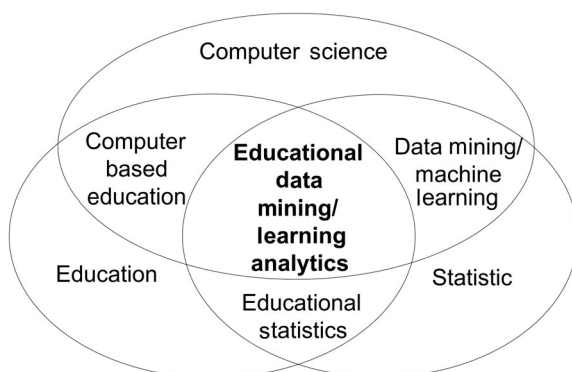 Computer science
Computer
based
education
Educational
data
mining/
learning
analytics
Data mining/
machine
learning
Education
Statistic
Educational
statistics